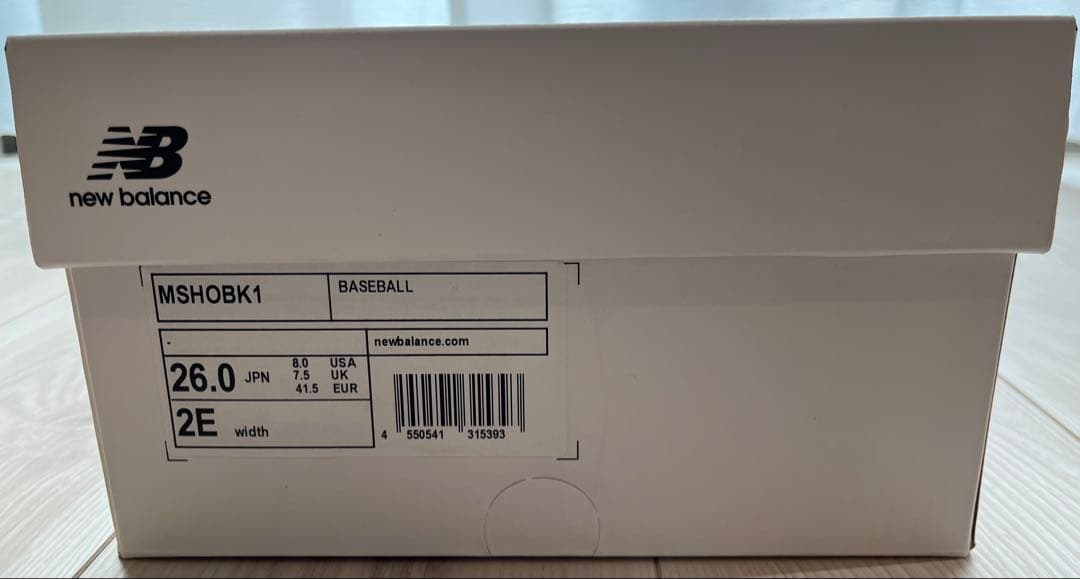 NB
new balance
MSHOBK1
BASEBALL
-
newbalance.com
26.0 JPN
8.0 USA
7.5 UK
41.5 EUR
2E width
4 550541 315393